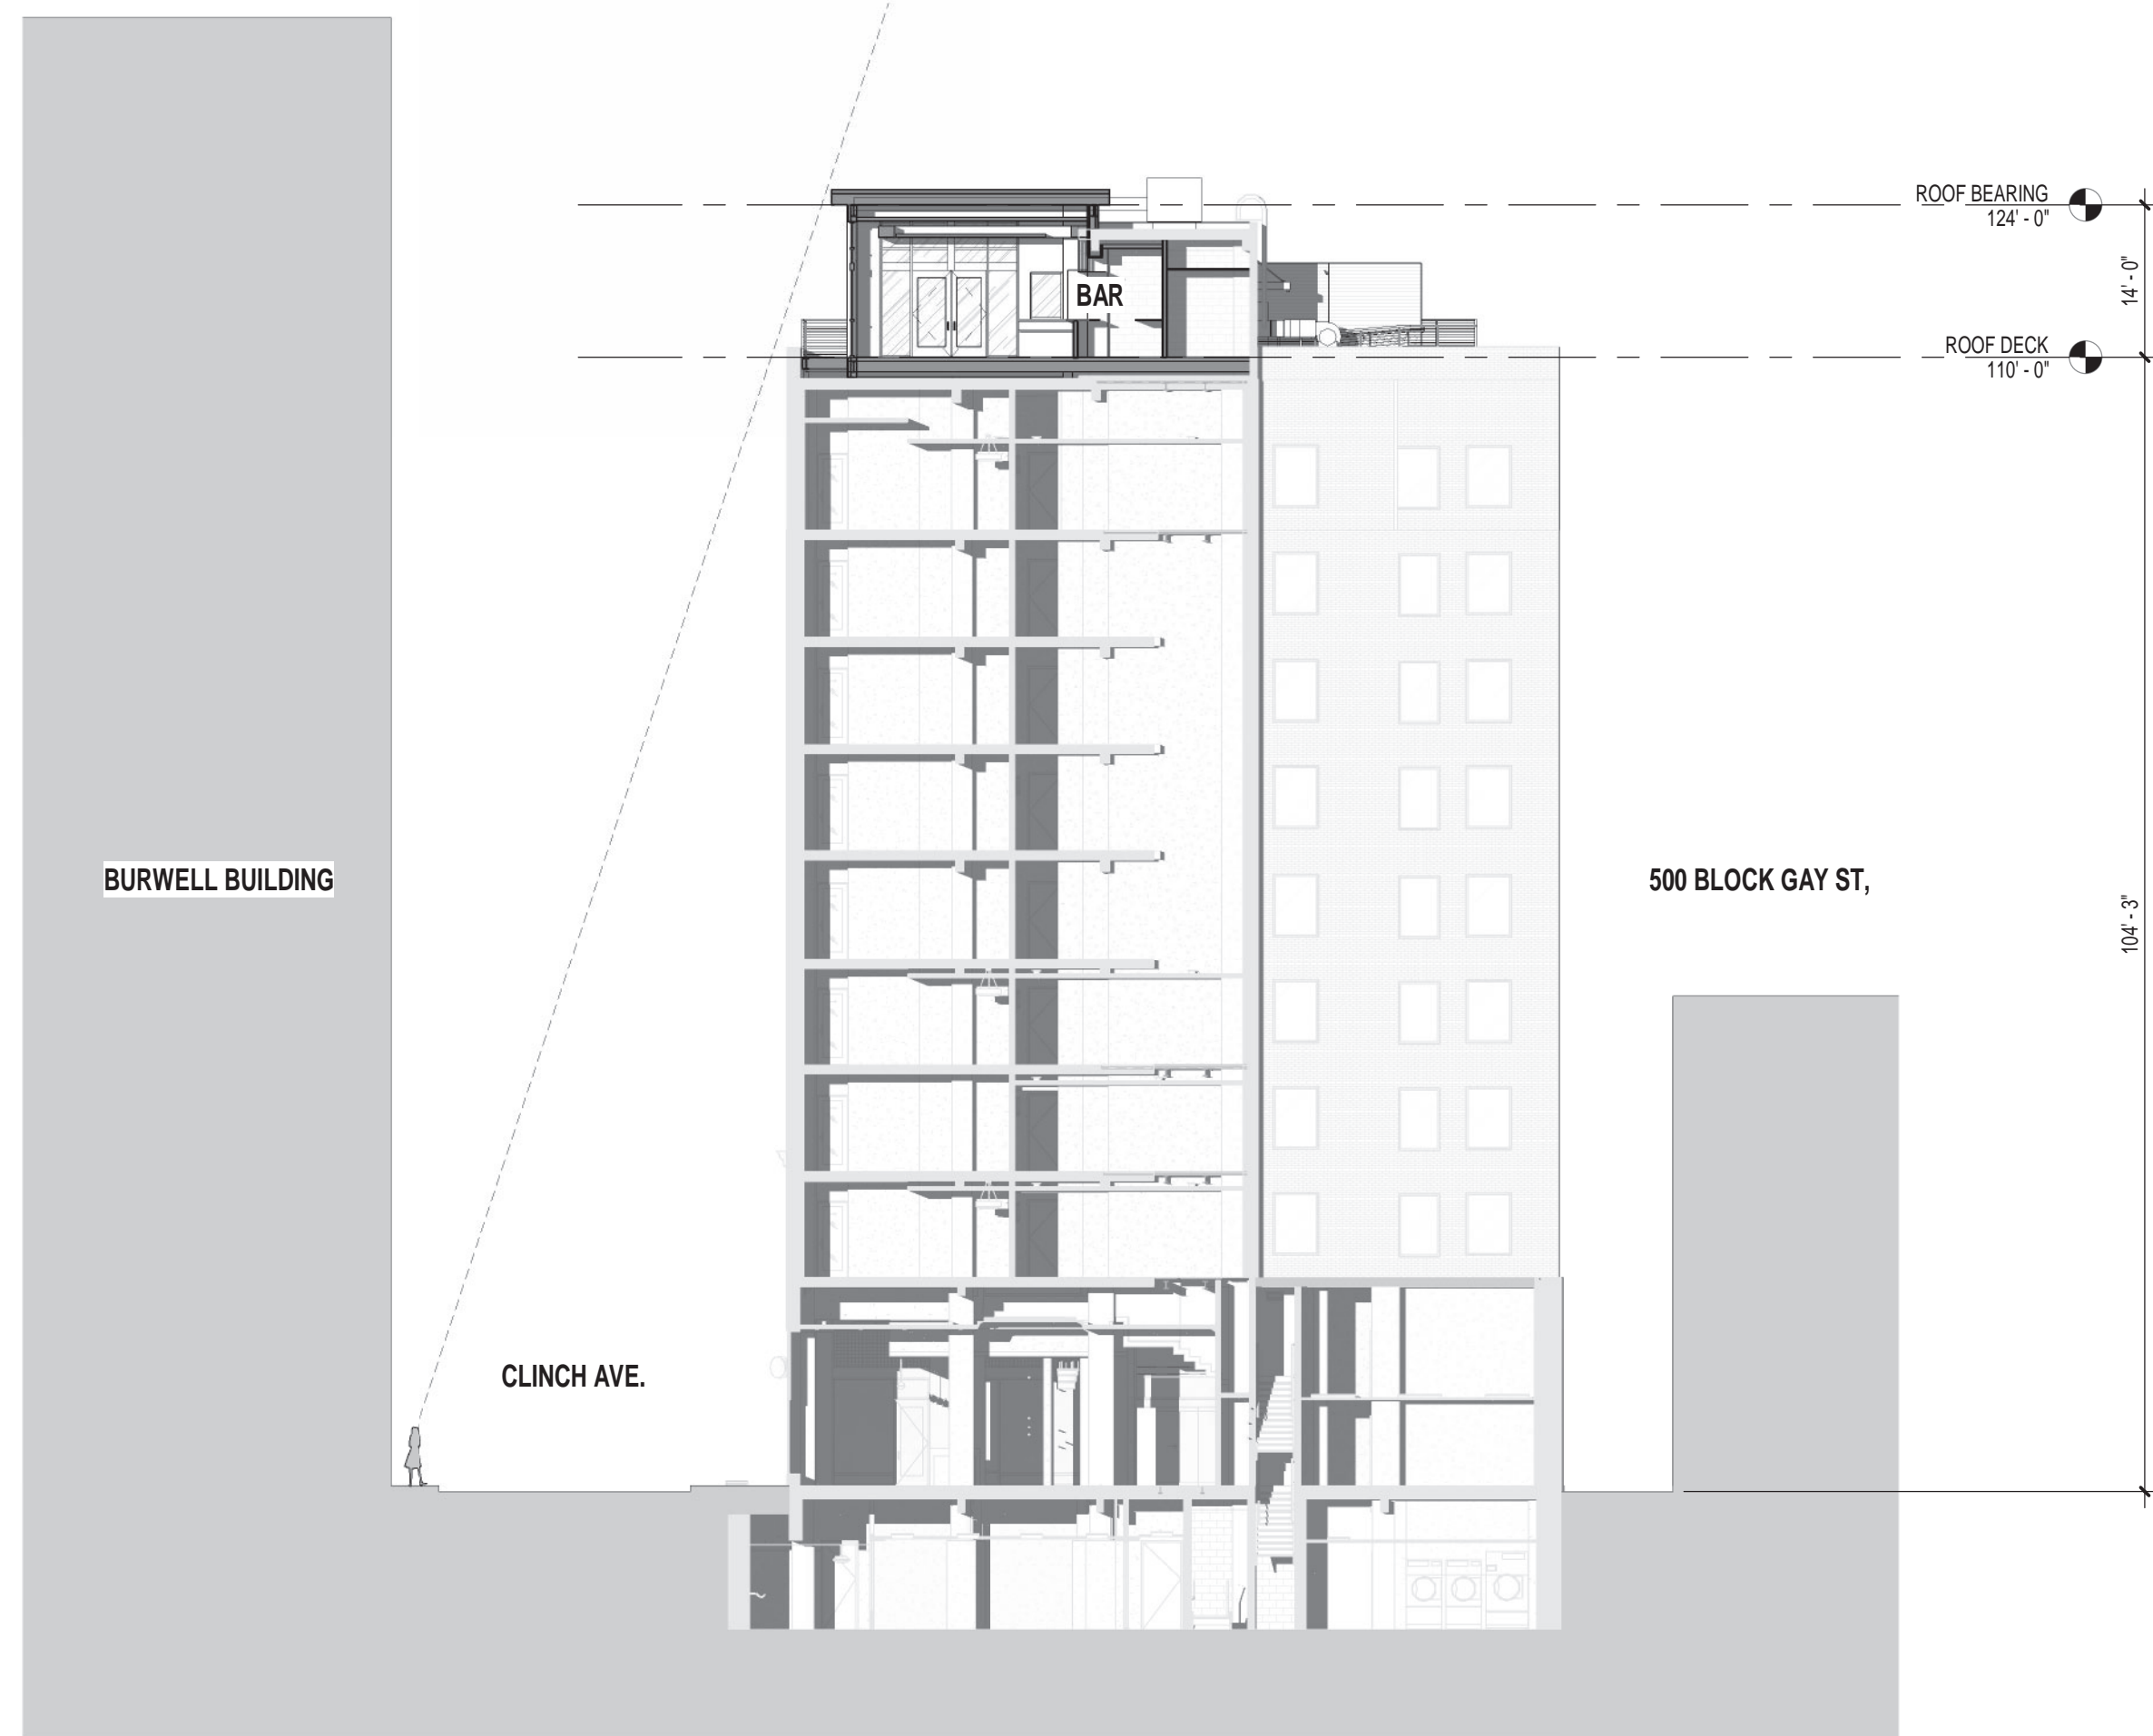 ROOF BEARING
124' - 0"
14' - 0"
BAR
ROOF DECK
110' - 0"
BURWELL BUILDING
500 BLOCK GAY ST,
104' - 3"
CLINCH AVE.